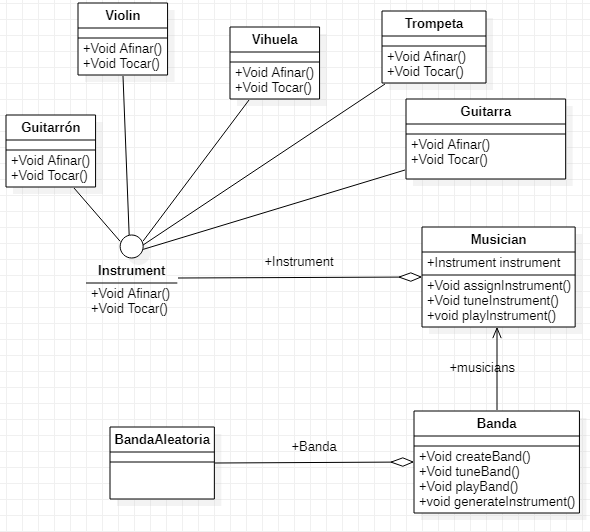 Violin
+Void Afinar()
+Void Tocar()
Vihuela
+Void Afinar()
+Void Tocar()
Trompeta
+Void Afinar()
+Void Tocar()
Guitarrón
+Void Afinar()
+Void Tocar()
Guitarra
+Void Afinar()
+Void Tocar()
Instrument
+Void Afinar()
+Void Tocar()
+Instrument
Musician
+Instrument instrument
+Void assignInstrument()
+Void tuneInstrument()
+void playInstrument()
+musicians
BandaAleatoria
+Banda
Banda
+Void createBand()
+Void tuneBand()
+Void playBand()
+void generateInstrument()